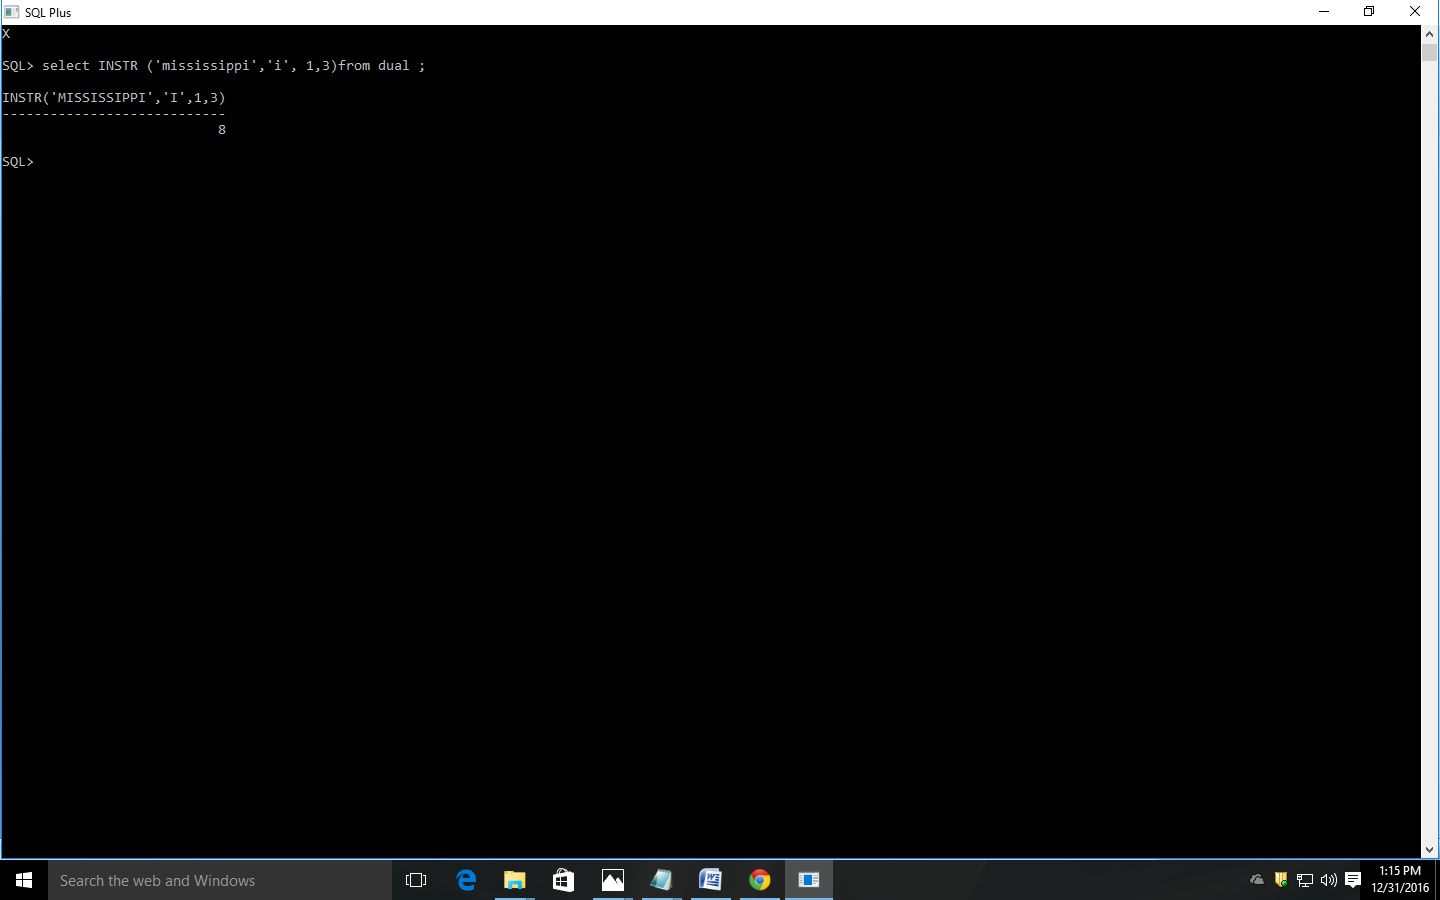 SQL Plus
X
SQL> select INSTR ('mississippi','i', 1,3)from dual ;
INSTR('MISSISSIPPI','I',1,3)
----------------------------
8
SQL>
Search the web and Windows
1:15 PM
12/31/2016